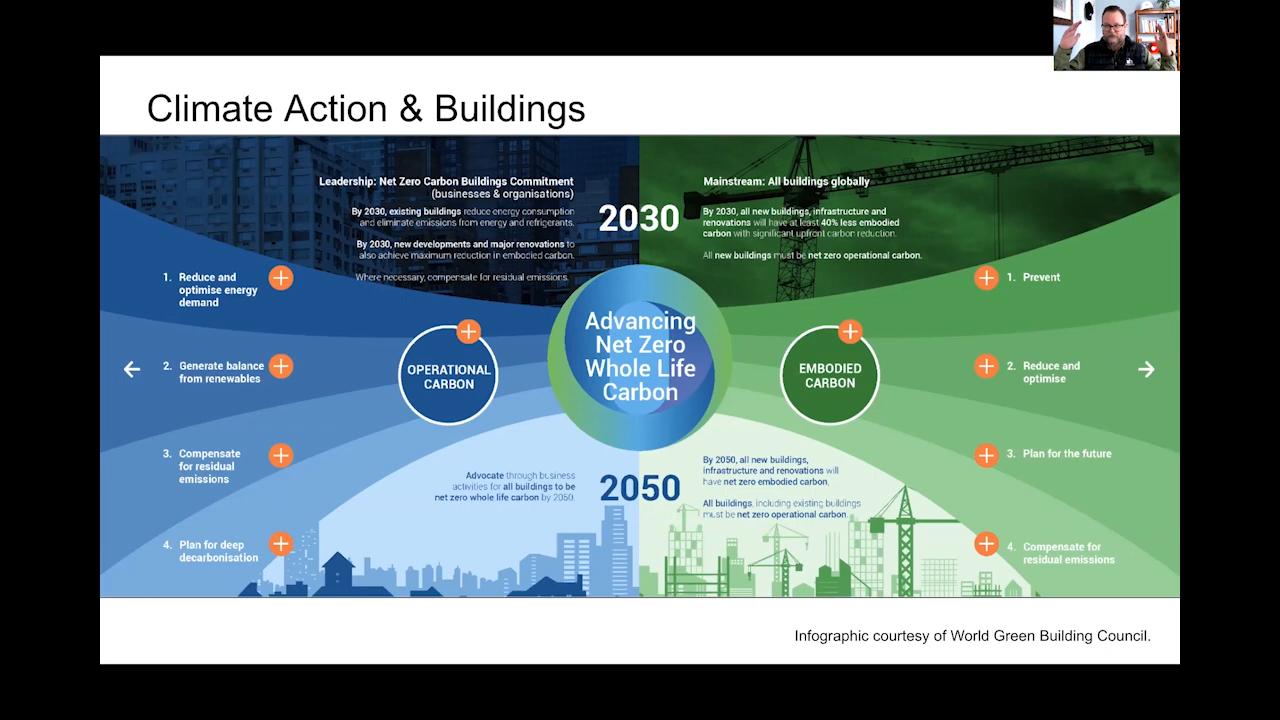 Climate Action & Buildings
Leadership: Net Zero Carbon Buildings Commitment
(businesses & organisations)
By 2030, existing buildings reduce energy consumption
and eliminate emissions from energy and refrigerants.
By 2030, new developments and major renovations to
also achieve maximum reduction in embodied carbon.
Where necessary, compensate for residual emissions.
2030
Mainstream: All buildings globally
By 2030, all new buildings, infrastructure and
renovations will have at least 40% less embodied
carbon with significant upfront carbon reduction.
All new buildings must be net zero operational carbon.
1. Reduce and
optimise energy
demand
2. Generate balance
from renewables
3. Compensate
for residual
emissions
4. Plan for deep
decarbonisation
OPERATIONAL
CARBON
Advancing
Net Zero
Whole Life
Carbon
EMBODIED
CARBON
1. Prevent
2. Reduce and
optimise
3. Plan for the future
4. Compensate for
residual emissions
Advocate through business
activities for all buildings to be
net zero whole life carbon by 2050.
2050
By 2050, all new buildings,
infrastructure and renovations will
have net zero embodied carbon.
All buildings, including existing buildings
must be net zero operational carbon.
Infographic courtesy of World Green Building Council.